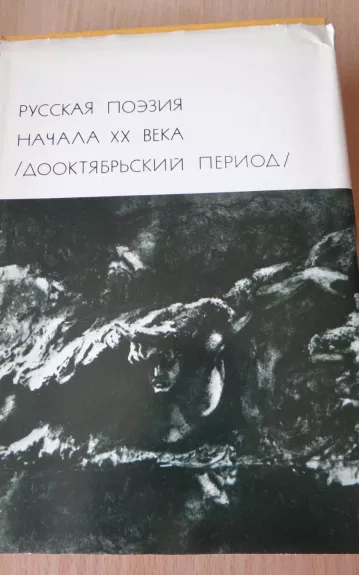 РУССКАЯ ПОЭЗИЯ
НАЧАЛА XX ВЕКА
/ДООКТЯБРЬСКИЙ ПЕРИОД/